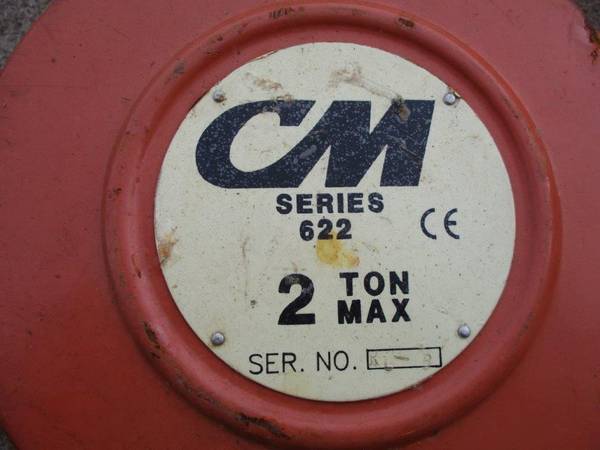 CM
SERIES
622
CE
2 TON
MAX
SER. NO.